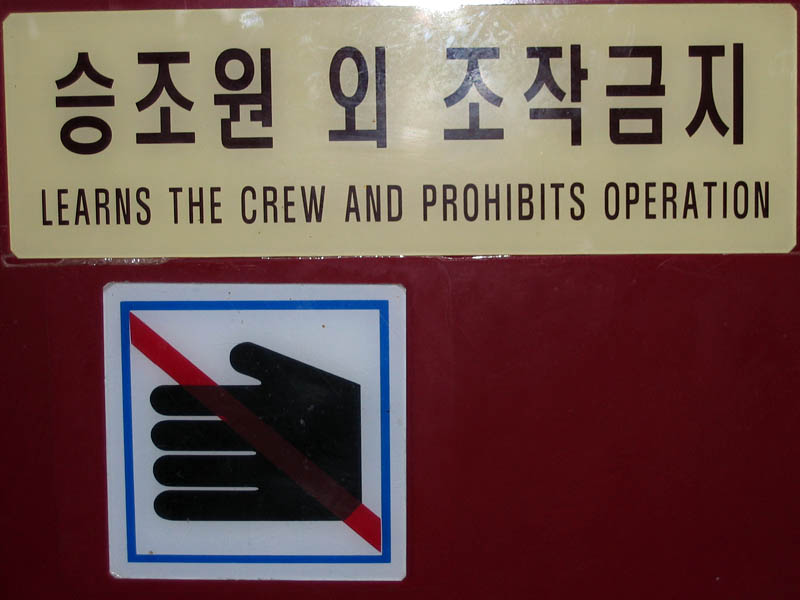 승조원 외 조작금지
LEARNS THE CREW AND PROHIBITS OPERATION